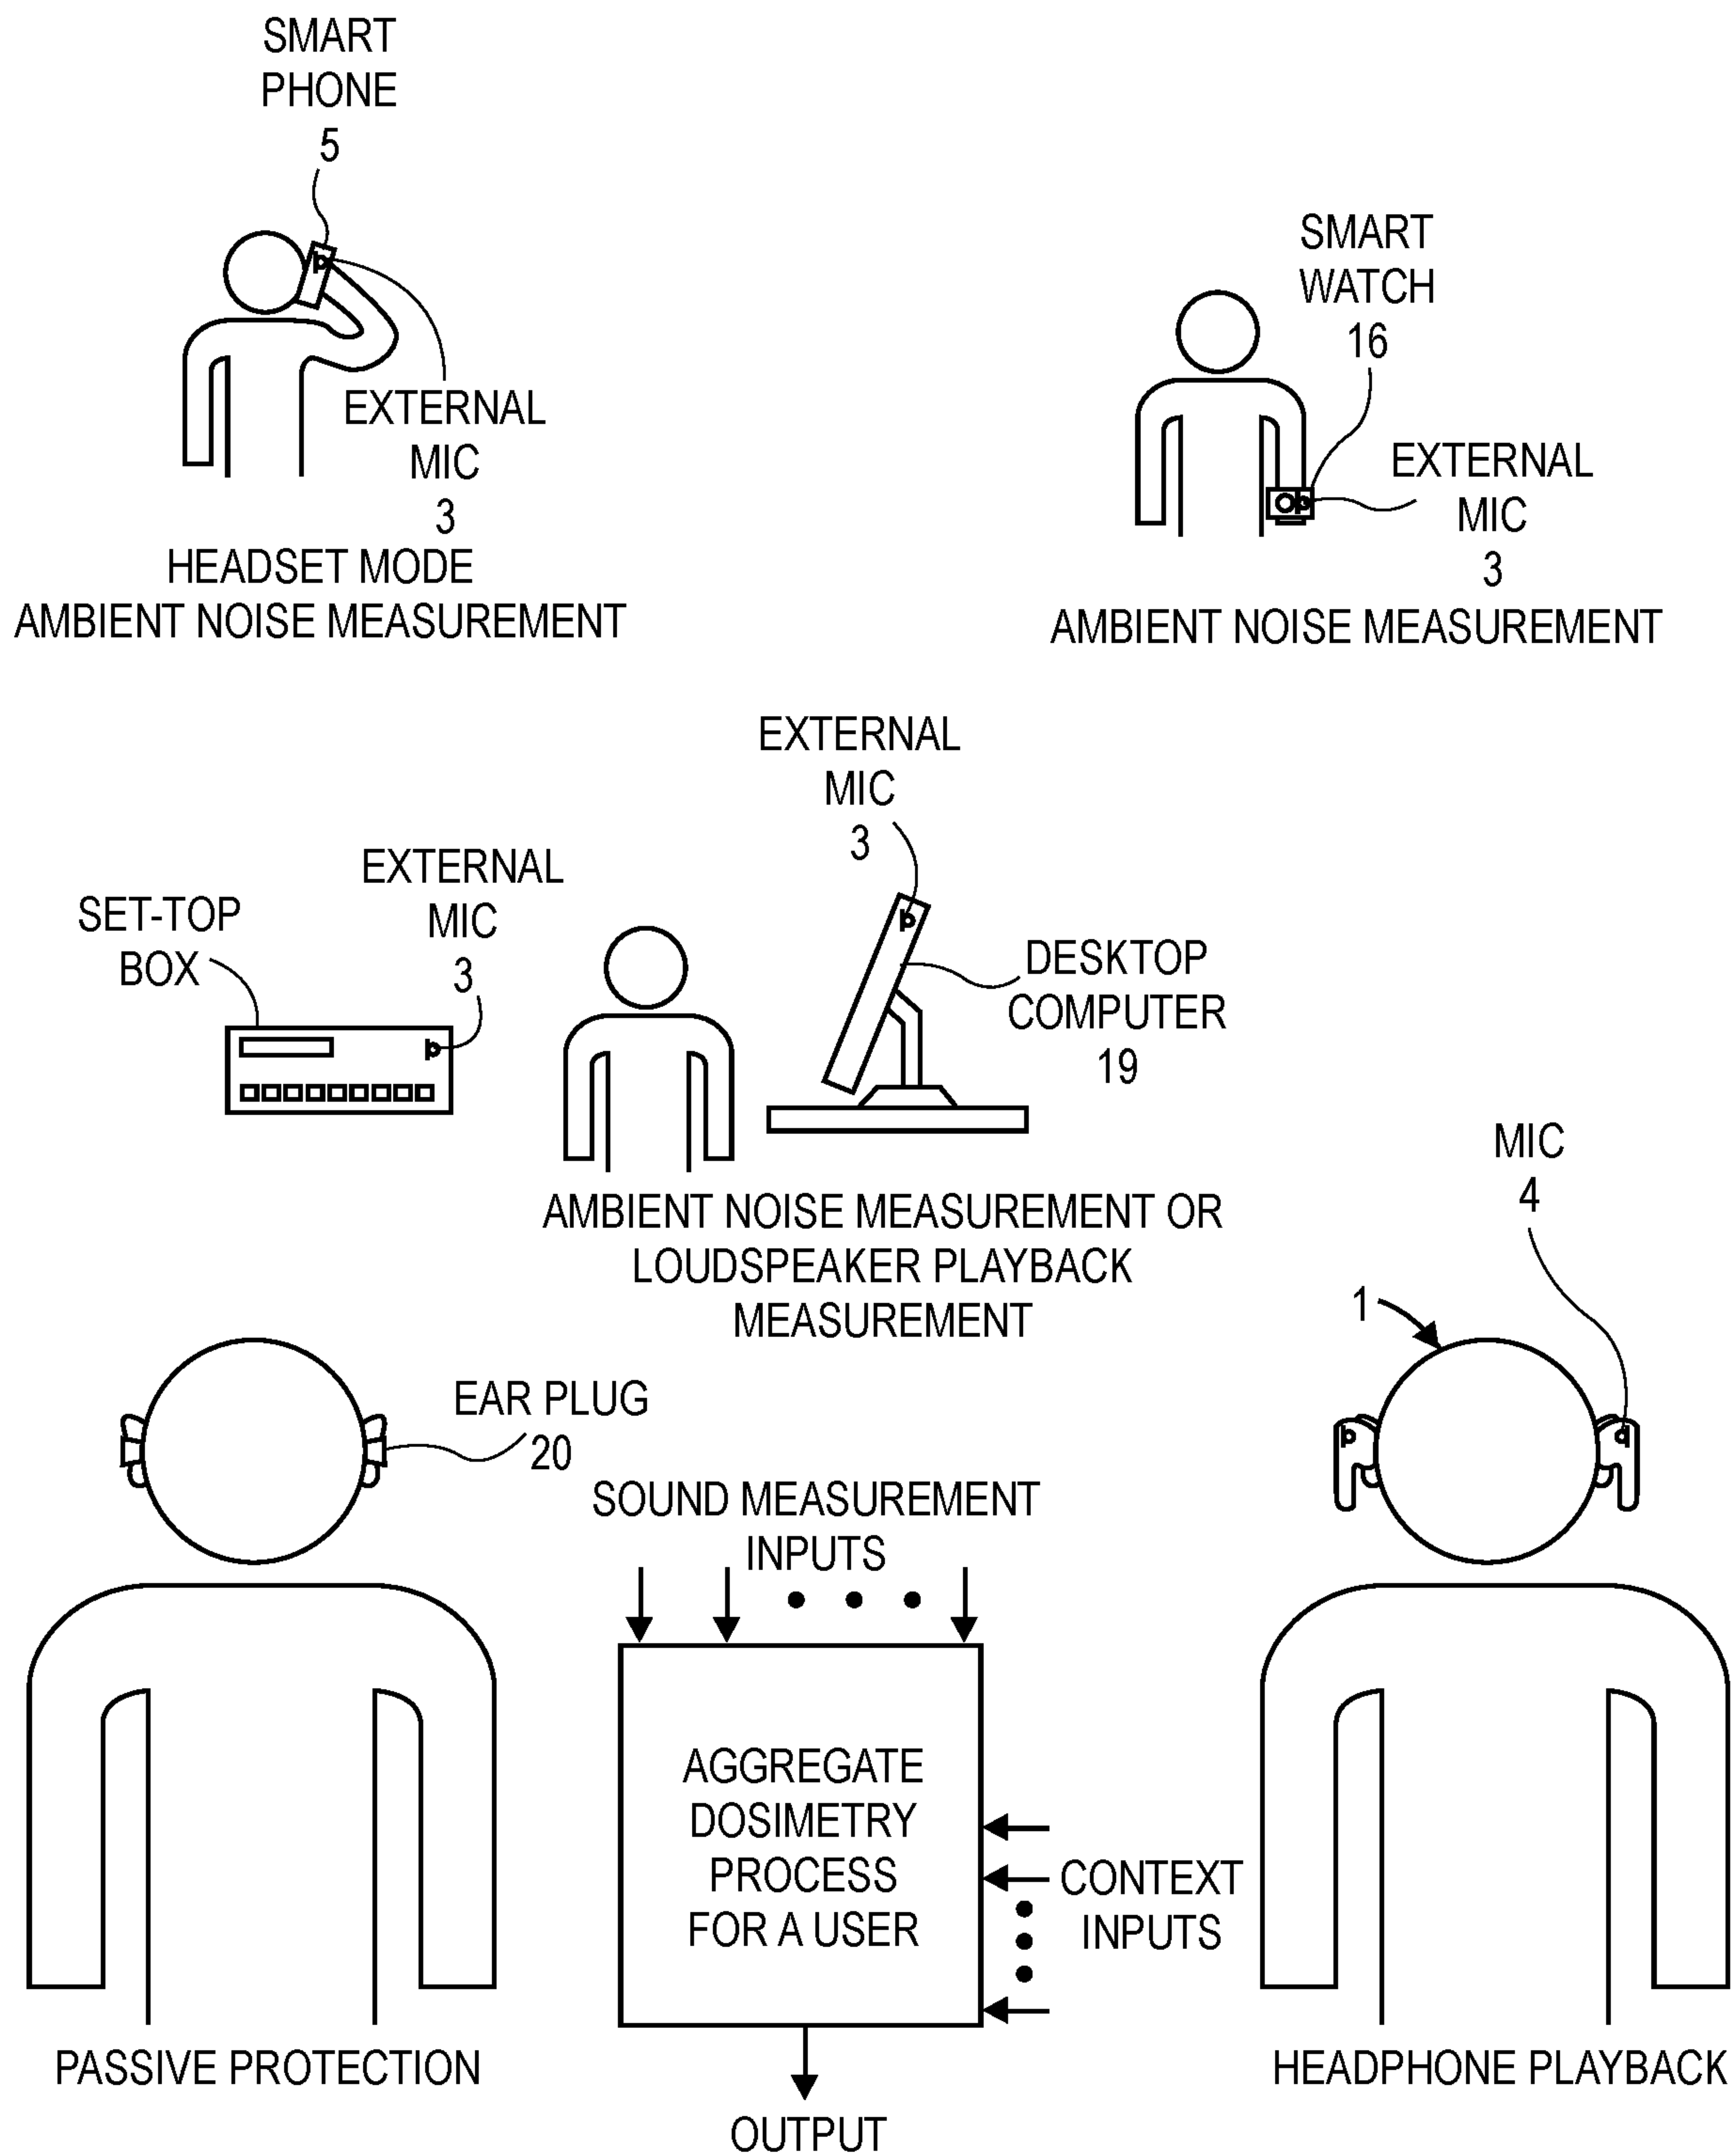 SMART
PHONE
5
EXTERNAL
MIC
3
HEADSET MODE
AMBIENT NOISE MEASUREMENT
SMART
WATCH
16
EXTERNAL
MIC
3
AMBIENT NOISE MEASUREMENT
SET-TOP
BOX
EXTERNAL
MIC
3
EXTERNAL
MIC
3
DESKTOP
COMPUTER
19
AMBIENT NOISE MEASUREMENT OR
LOUDSPEAKER PLAYBACK
MEASUREMENT
EAR PLUG
20
PASSIVE PROTECTION
SOUND MEASUREMENT
INPUTS
AGGREGATE
DOSIMETRY
PROCESS
FOR A USER
CONTEXT
INPUTS
OUTPUT
MIC
4
1
HEADPHONE PLAYBACK